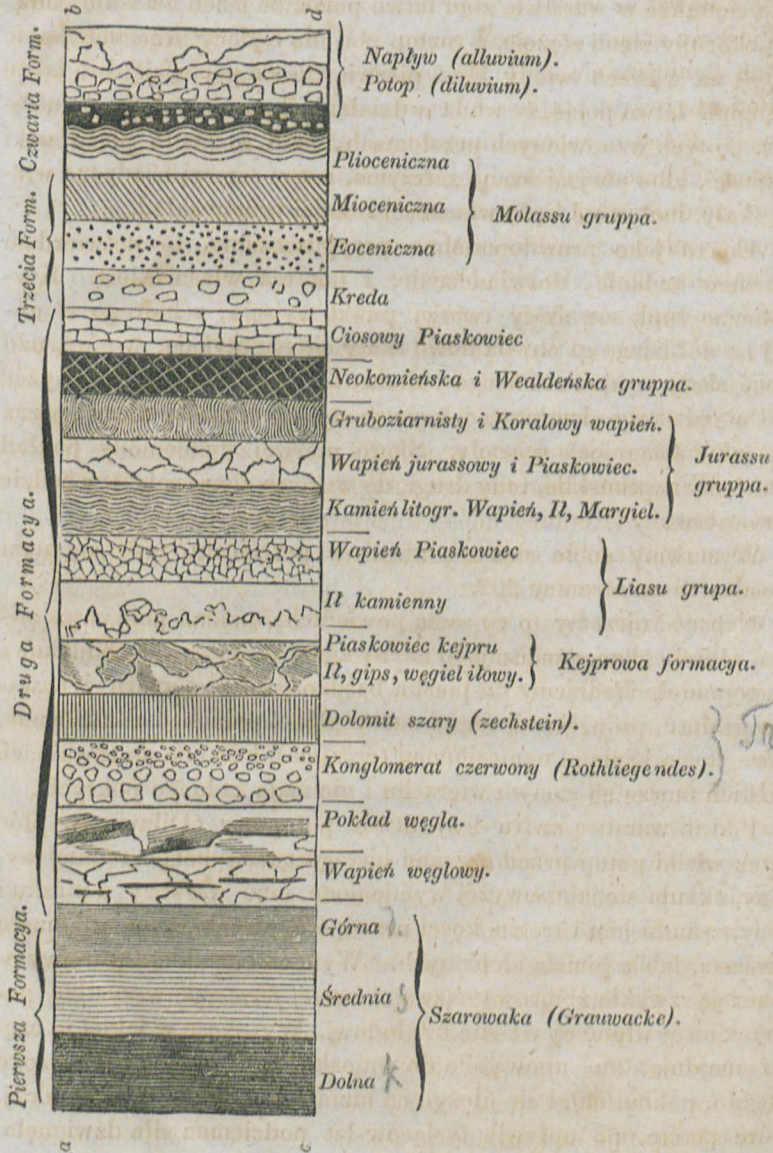 b d
Czwarta Form.
Napływ (alluvium).
Potop (diluvium).
Trzecia Form.
Plioceniczna
Mioceniczna
Eoceniczna
Molassu gruppa.
Kreda
Druga Formacya.
Ciosowy Piaskowiec
Neokomieńska i Wealdeńska gruppa.
Gruboziarnisty i Koralowy wapień.
Wapień jurassowy i Piaskowiec.
Kamień litogr. Wapień, Ił, Margiel.
Jurassu
gruppa.
Wapień Piaskowiec
Ił kamienny
Liasu grupa.
Piaskowiec kejpru
Ił, gips, węgiel iłowy.
Kejprowa formacya.
Dolomit szary (zechstein).
Konglomerat czerwony (Rothliegendes).
Pokład węgla.
Wapień węglowy.
Pierwsza Formacya.
Górna
Średnia
Dolna
Szarowaka (Grauwacke).
a c